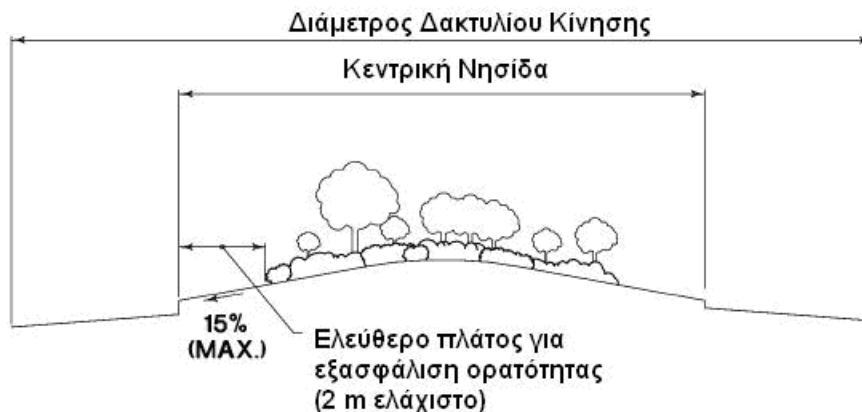 Διάμετρος Δακτυλίου Κίνησης
Κεντρική Νησίδα
15%
(MAX.)
Ελεύθερο πλάτος για
εξασφάλιση ορατότητας
(2 m ελάχιστο)